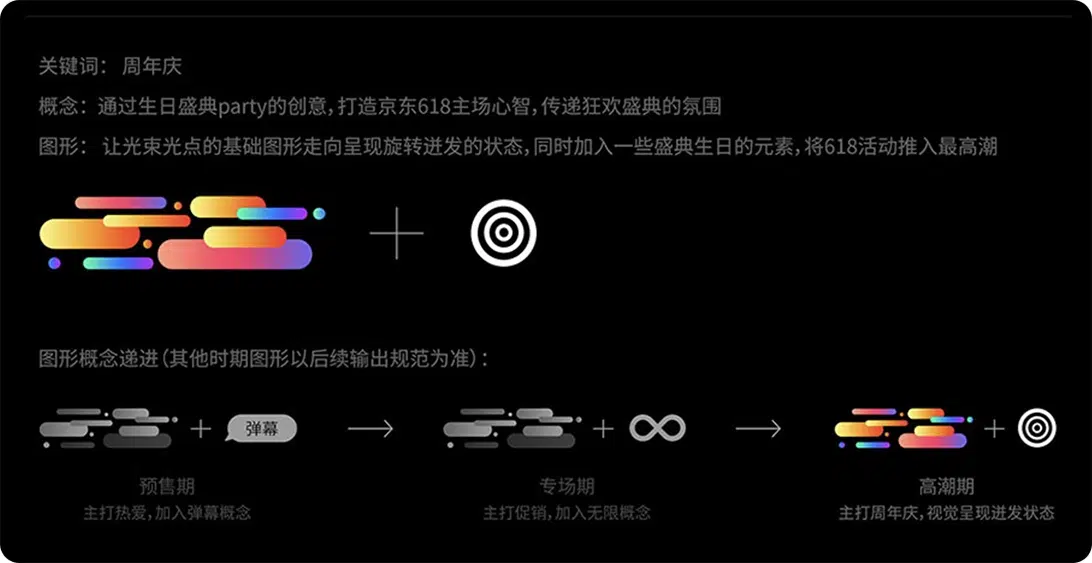 关键词： 周年庆
概念：通过生日盛典party的创意，打造京东618主场心智，传递狂欢盛典的氛围
图形： 让光束光点的基础图形走向呈现旋转迸发的状态，同时加入一些盛典生日的元素，将618活动推入最高潮
图形概念递进（其他时期图形以后续输出规范为准）：
弹幕
预售期
主打热爱，加入弹幕概念
专场期
主打促销，加入无限概念
高潮期
主打周年庆，视觉呈现迸发状态